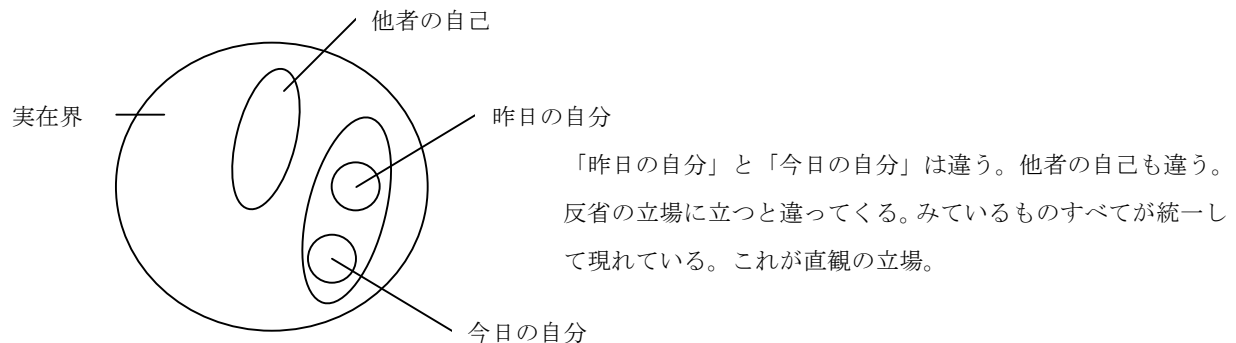 他者の自己
実在界
昨日の自分
「昨日の自分」と「今日の自分」は違う。他者の自己も違う。
反省の立場に立つと違ってくる。みているものすべてが統一し
て現れている。これが直観の立場。
今日の自分